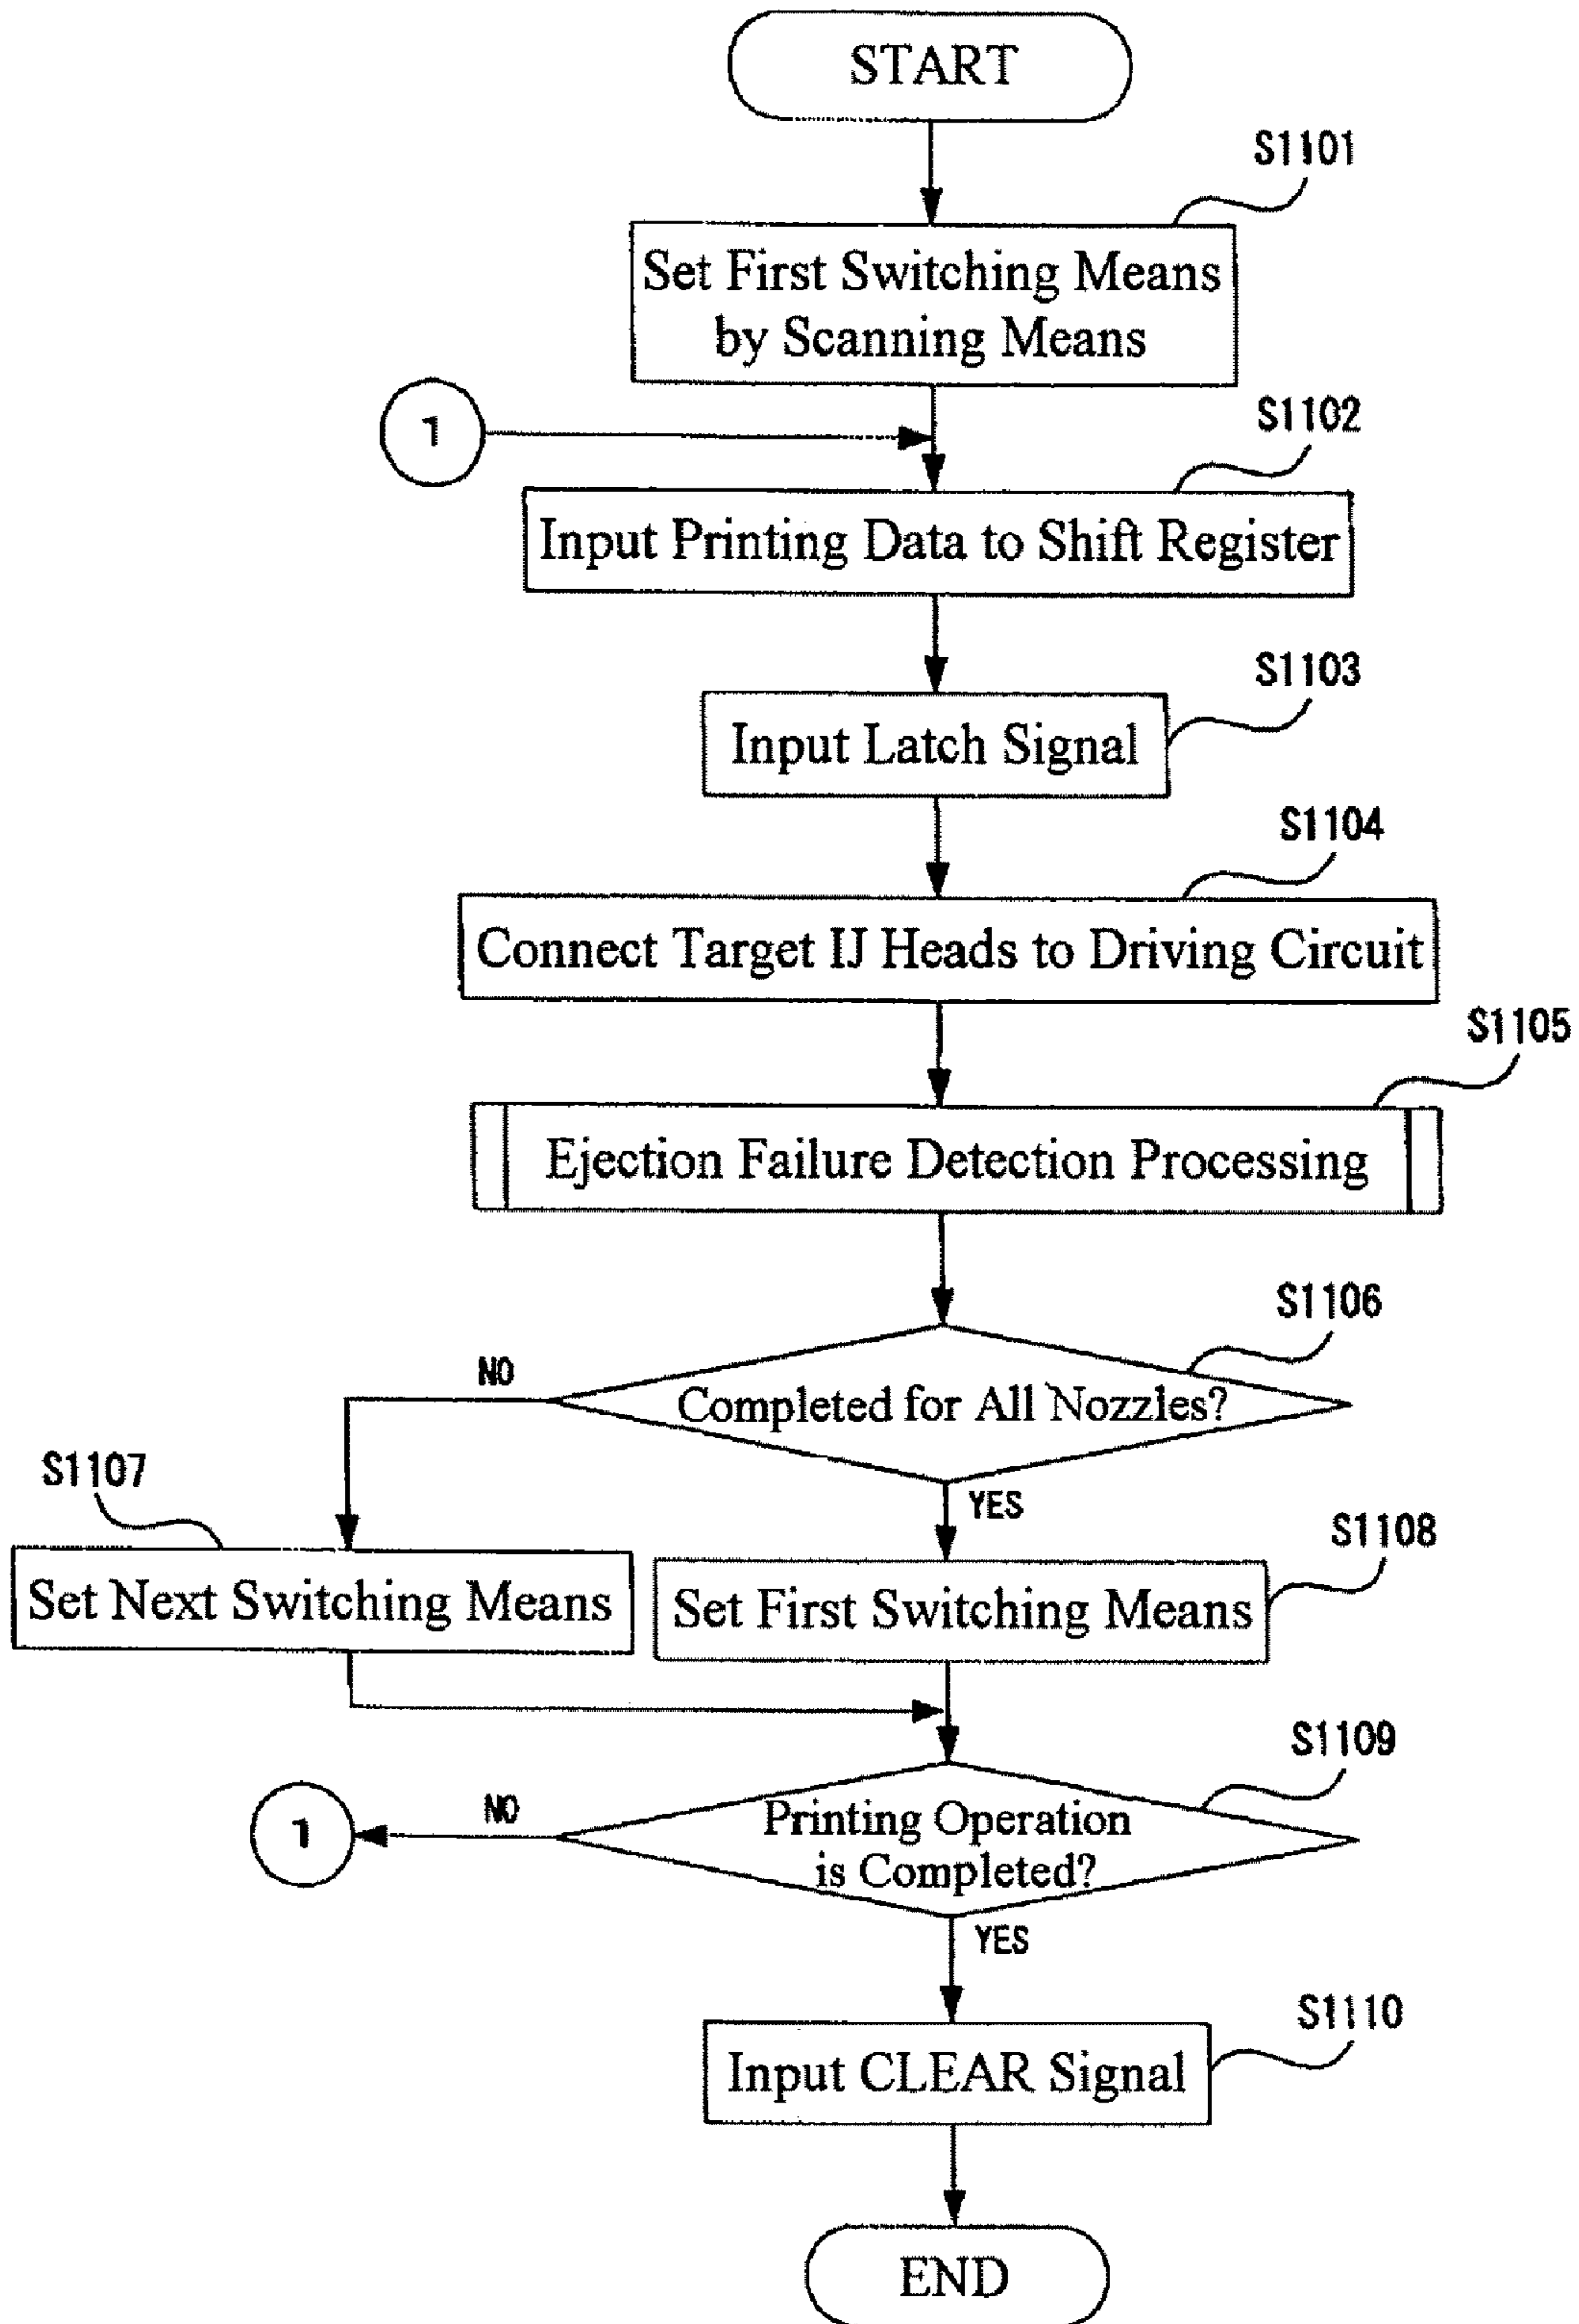 START
S1101
Set First Switching Means
by Scanning Means
1
S1102
Input Printing Data to Shift Register
S1103
Input Latch Signal
S1104
Connect Target IJ Heads to Driving Circuit
S1105
Ejection Failure Detection Processing
S1106
NO
Completed for All Nozzles?
S1107
YES
S1108
Set Next Switching Means
Set First Switching Means
S1109
1
NO
Printing Operation
is Completed?
YES
S1110
Input CLEAR Signal
END